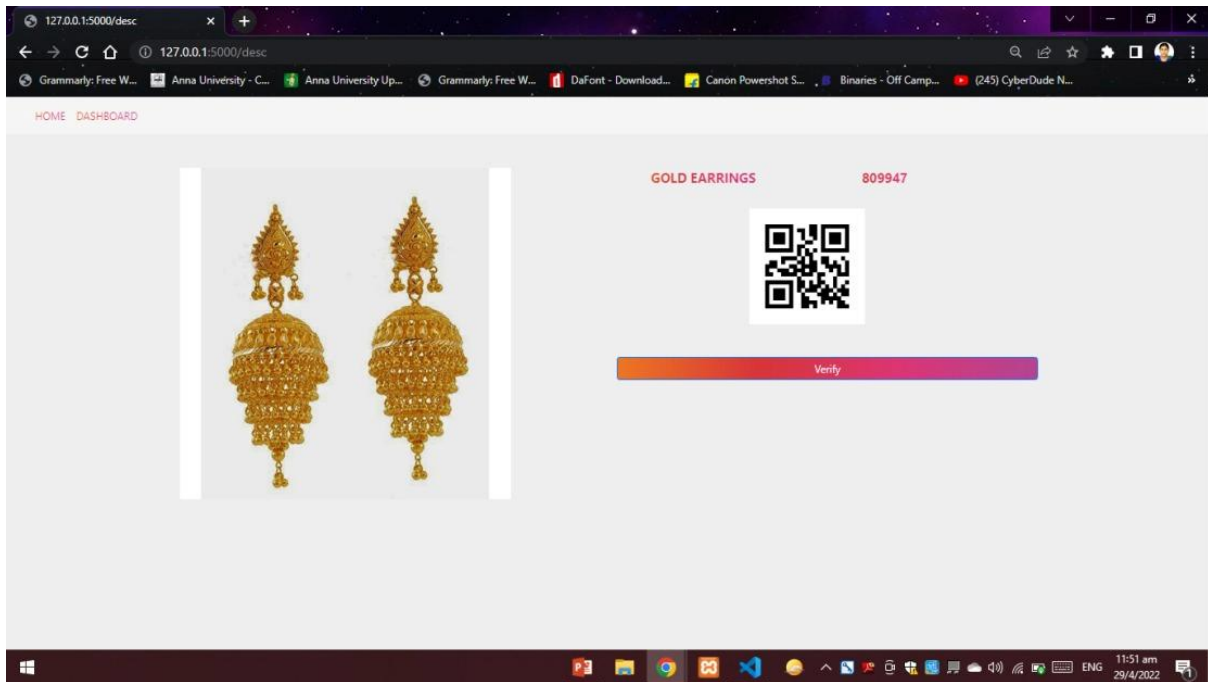 127.0.0.1:5000/desc
127.0.0.1:5000/desc
Grammarly: Free W... Anna University - C... Anna University Up... Grammarly: Free W... DaFont - Download... Canon Powershot S... Binaries - Off Camp... (245) CyberDude N...
HOME DASHBOARD
GOLD EARRINGS 809947
Verify
ENG 11:51 am
29/4/2022